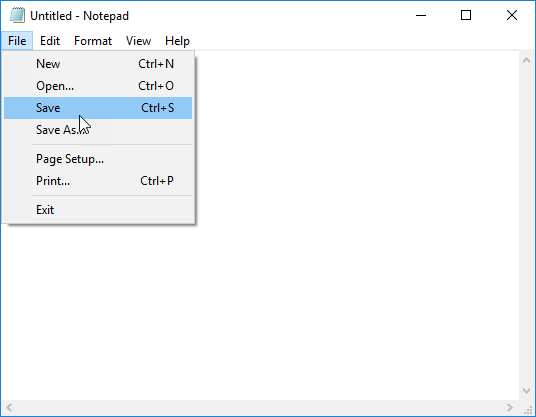 Untitled - Notepad
File Edit Format View Help
New Ctrl+N
Open... Ctrl+O
Save Ctrl+S
Save As...
Page Setup...
Print... Ctrl+P
Exit